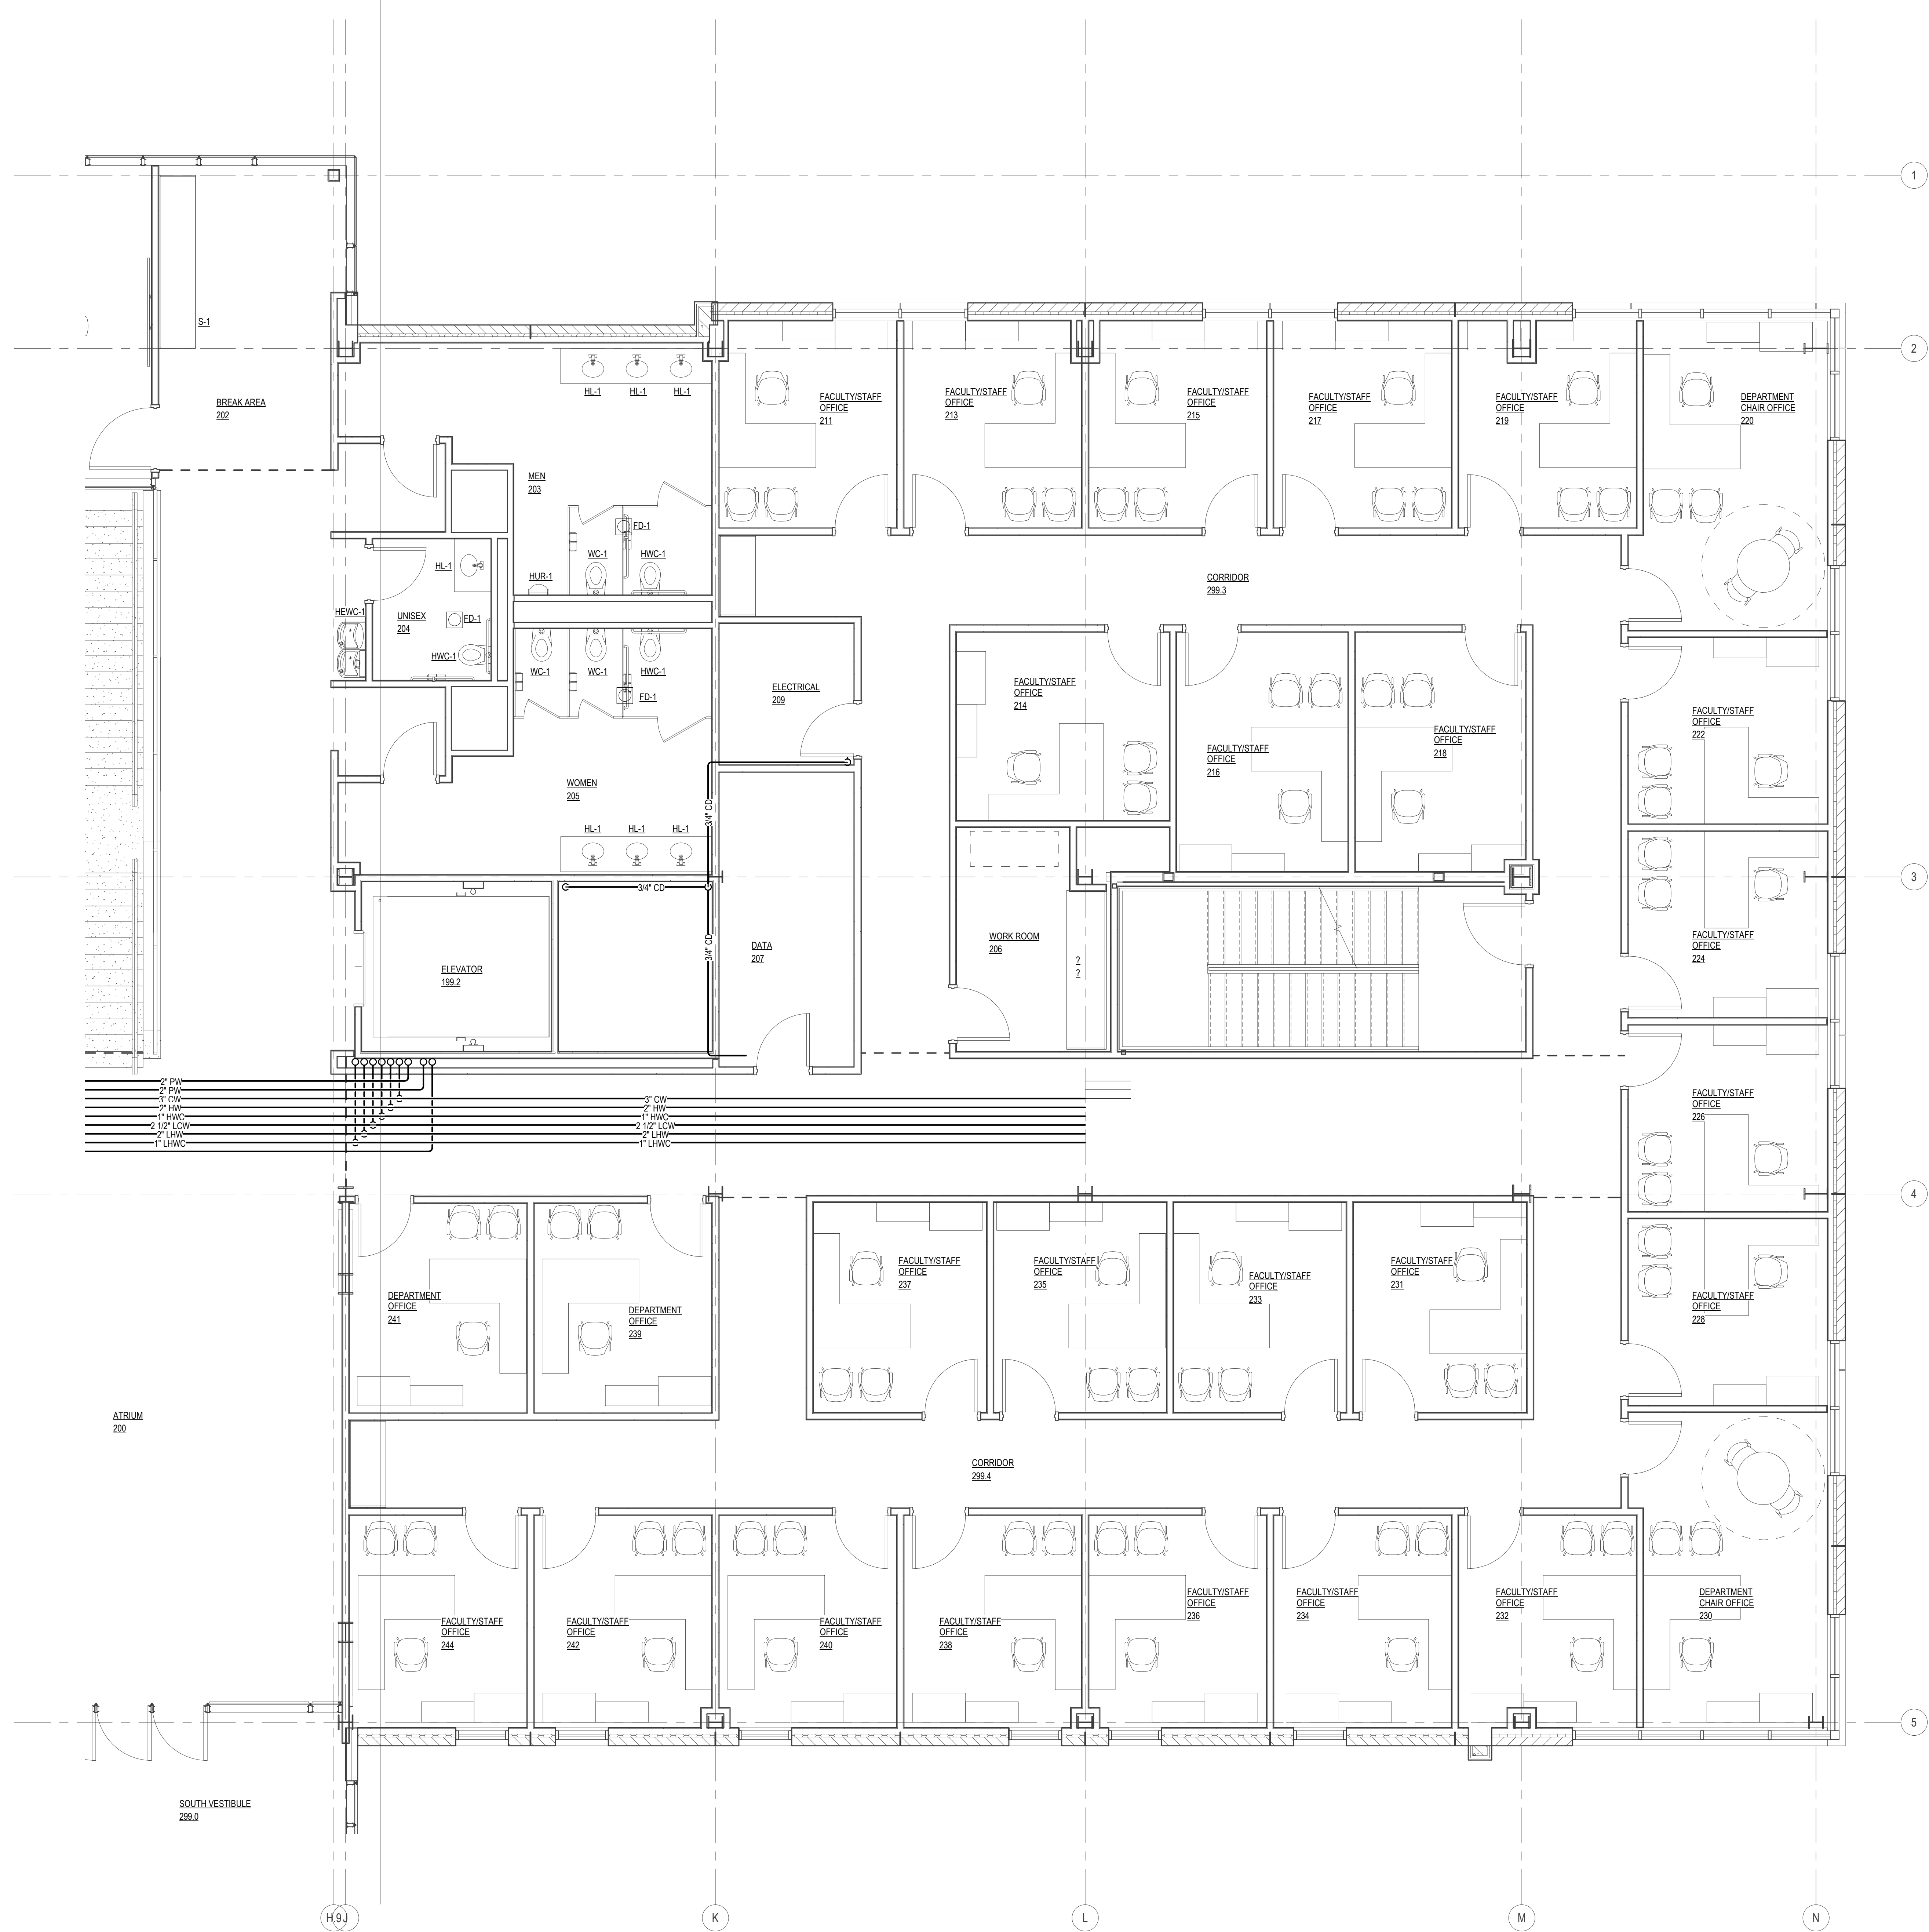 1
S-1
2
BREAK AREA
202
HL-1
HL-1
HL-1
FACULTY/STAFF
OFFICE
211
FACULTY/STAFF
OFFICE
213
FACULTY/STAFF
OFFICE
215
FACULTY/STAFF
OFFICE
217
FACULTY/STAFF
OFFICE
219
DEPARTMENT
CHAIR OFFICE
220
MEN
203
FD-1
WC-1
HWC-1
HUR-1
HL-1
HEWC-1
UNISEX
204
FD-1
HWC-1
CORRIDOR
299.3
WC-1
WC-1
HWC-1
FD-1
ELECTRICAL
209
FACULTY/STAFF
OFFICE
214
FACULTY/STAFF
OFFICE
216
FACULTY/STAFF
OFFICE
218
FACULTY/STAFF
OFFICE
222
WOMEN
205
HL-1
HL-1
HL-1
3/4" CD
3/4" CD
3/4" CD
3
ELEVATOR
199.2
DATA
207
WORK ROOM
206
?
?
FACULTY/STAFF
OFFICE
224
2" PW
2" PW
3" CW
2" HW
1" HWC
2 1/2" LCW
2" LHW
1" LHWC
3" CW
2" HW
1" HWC
2 1/2" LCW
2" LHW
1" LHWC
FACULTY/STAFF
OFFICE
226
4
DEPARTMENT
OFFICE
241
DEPARTMENT
OFFICE
239
FACULTY/STAFF
OFFICE
237
FACULTY/STAFF
OFFICE
235
FACULTY/STAFF
OFFICE
233
FACULTY/STAFF
OFFICE
231
FACULTY/STAFF
OFFICE
228
ATRIUM
200
CORRIDOR
299.4
FACULTY/STAFF
OFFICE
244
FACULTY/STAFF
OFFICE
242
FACULTY/STAFF
OFFICE
240
FACULTY/STAFF
OFFICE
238
FACULTY/STAFF
OFFICE
236
FACULTY/STAFF
OFFICE
234
FACULTY/STAFF
OFFICE
232
DEPARTMENT
CHAIR OFFICE
230
5
SOUTH VESTIBULE
299.0
H.9
J
K
L
M
N